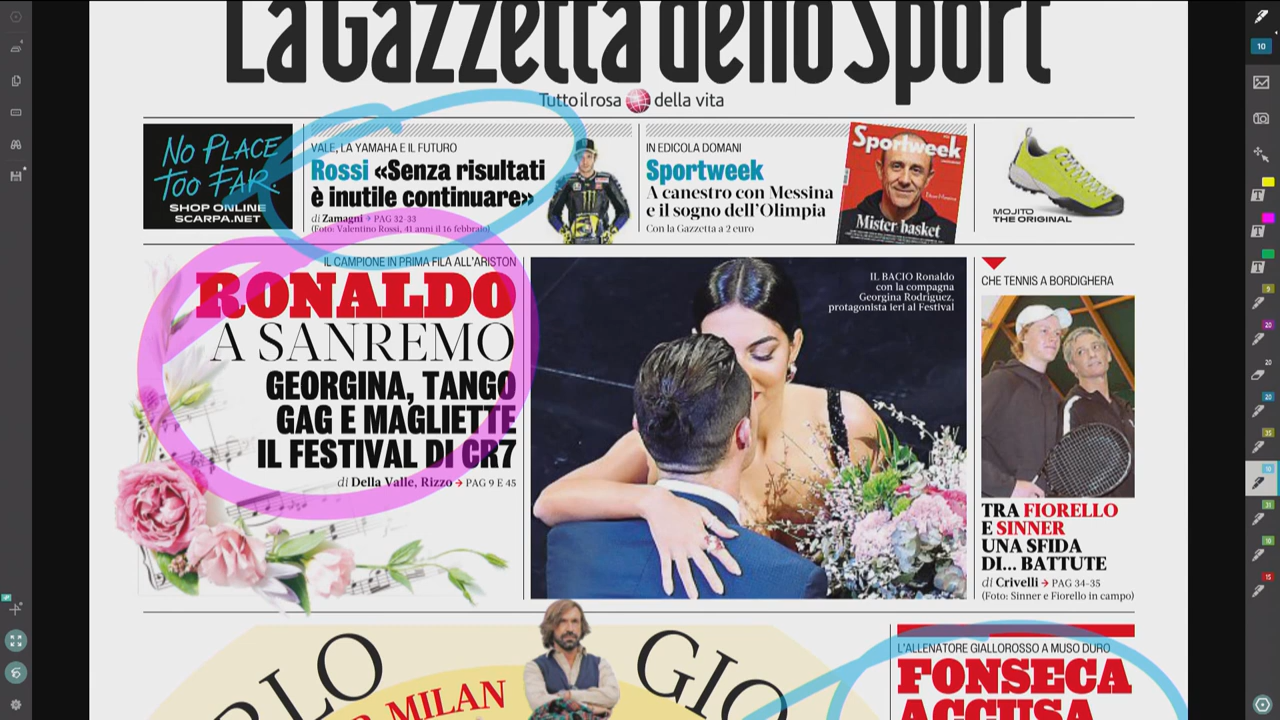 La Gazzetta dello Sport
Tutto il rosa della vita
NO PLACE
TOO FAR.
SHOP ONLINE
SCARPA.NET
VALE, LA YAMAHA E IL FUTURO
Rossi «Senza risultati
è inutile continuare»
di Zamagni → PAG 32-33
(Foto: Valentino Rossi, 41 anni il 16 febbraio)
IN EDICOLA DOMANI
Sportweek
A canestro con Messina
e il sogno dell'Olimpia
Con la Gazzetta a 2 euro
Sportweek
Mister basket
MOJITO
THE ORIGINAL
IL CAMPIONE IN PRIMA FILA ALL'ARISTON
RONALDO
A SANREMO
GEORGINA, TANGO
GAG E MAGLIETTE
IL FESTIVAL DI CR7
di Della Valle, Rizzo → PAG 9 E 45
IL BACIO Ronaldo
con la compagna
Georgina Rodriguez,
protagonista ieri al Festival
CHE TENNIS A BORDIGHERA
TRA FIORELLO
E SINNER
UNA SFIDA
DI... BATTUTE
di Crivelli → PAG 34-35
(Foto: Sinner e Fiorello in campo)
MILAN
L'ALLENATORE GIALLOROSSO A MUSO DURO
FONSECA
ACCUSA